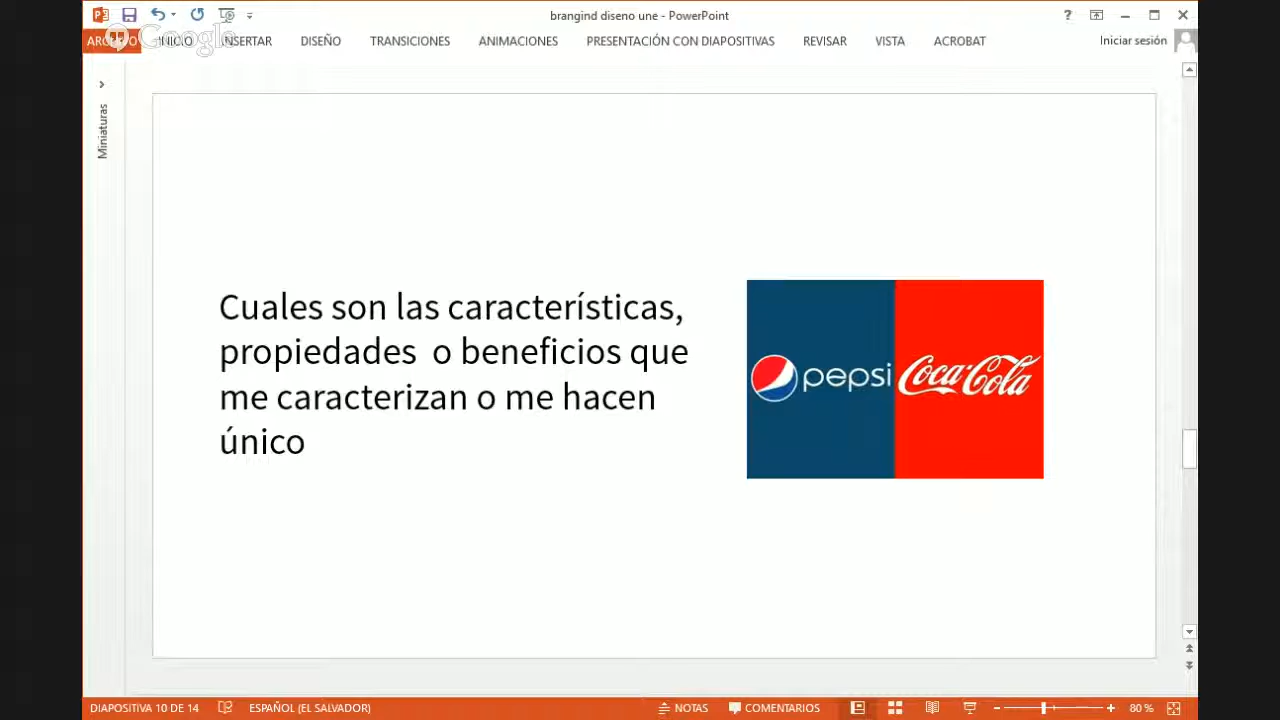 brangind diseno une - PowerPoint
?
Google
ARCHIVO INICIO INSERTAR DISEÑO TRANSICIONES ANIMACIONES PRESENTACIÓN CON DIAPOSITIVAS REVISAR VISTA ACROBAT Iniciar sesión
Miniaturas
Cuales son las características,
propiedades o beneficios que
me caracterizan o me hacen
único
pepsi
Coca-Cola
DIAPOSITIVA 10 DE 14 ESPAÑOL (EL SALVADOR) NOTAS COMENTARIOS 80 %